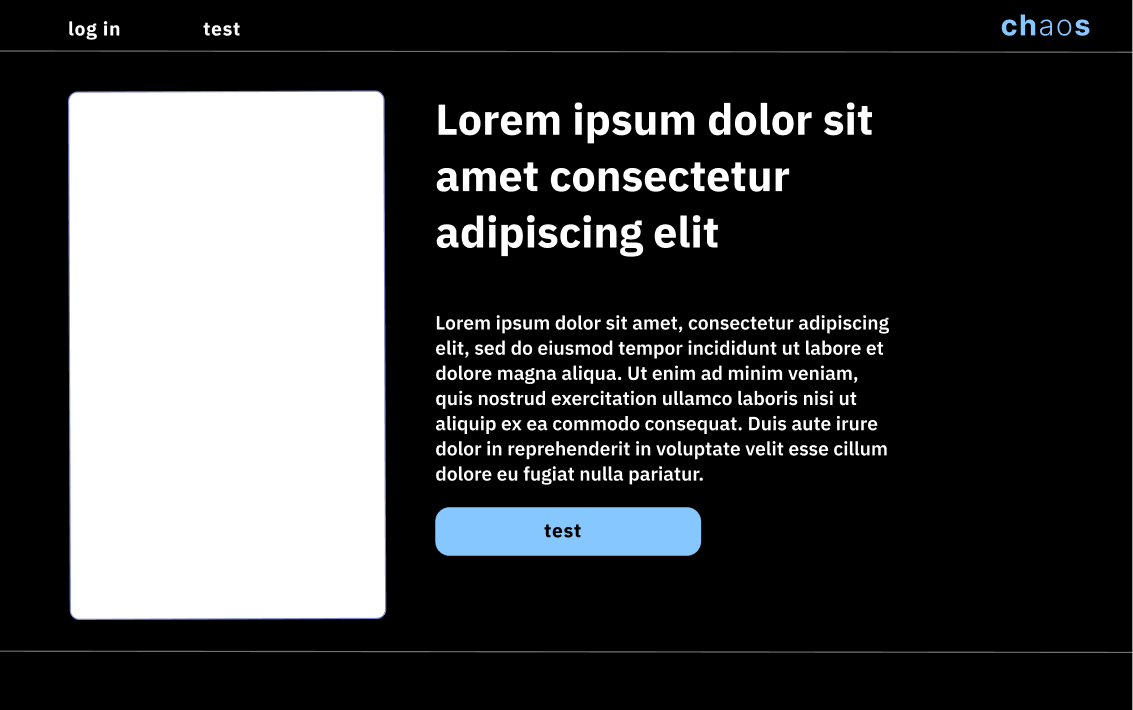 log in
test
chaos
Lorem ipsum dolor sit
amet consectetur
adipiscing elit
Lorem ipsum dolor sit amet, consectetur adipiscing
elit, sed do eiusmod tempor incididunt ut labore et
dolore magna aliqua. Ut enim ad minim veniam,
quis nostrud exercitation ullamco laboris nisi ut
aliquip ex ea commodo consequat. Duis aute irure
dolor in reprehenderit in voluptate velit esse cillum
dolore eu fugiat nulla pariatur.
test